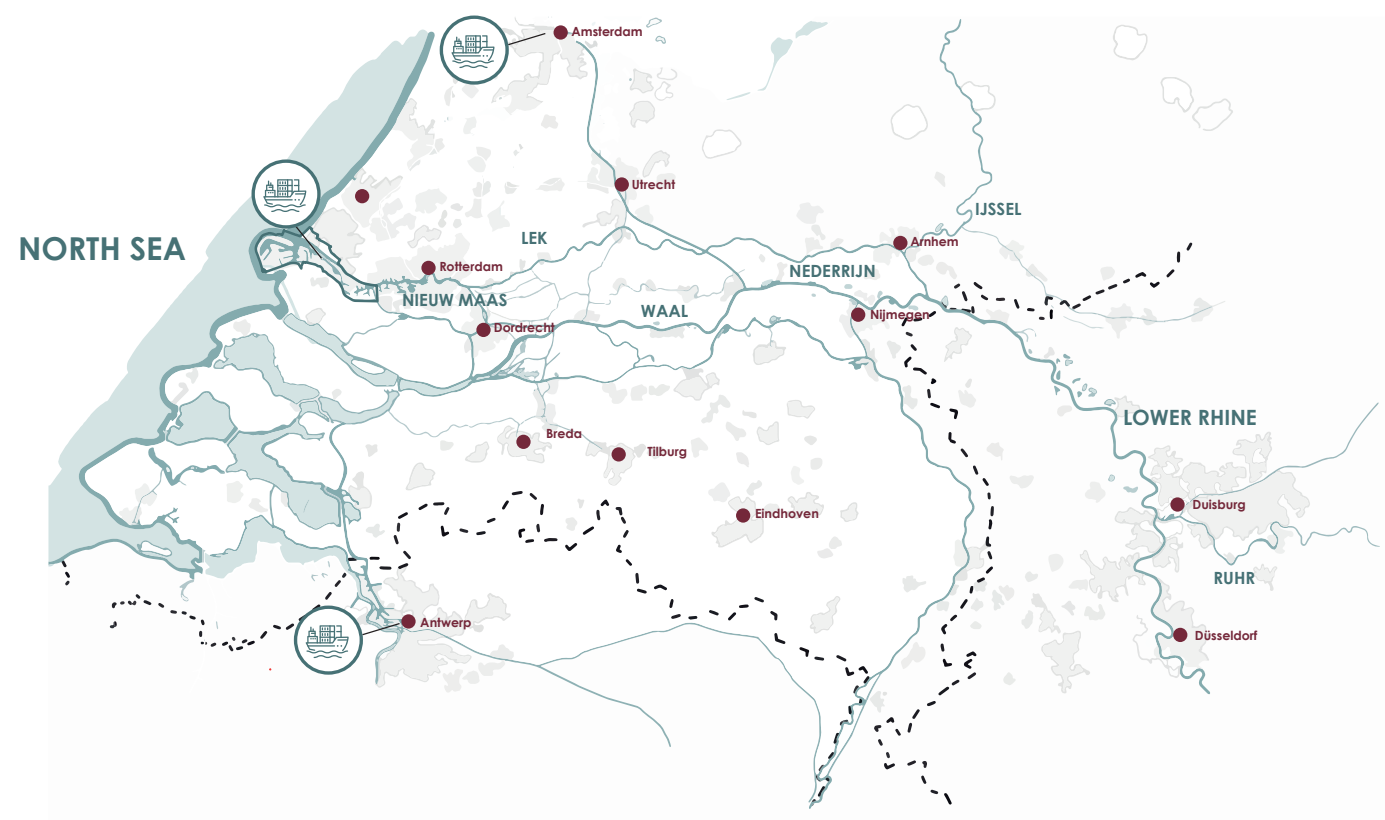 Amsterdam
Utrecht
IJSSEL
NORTH SEA
LEK
Arnhem
Rotterdam
NEDERRIJN
NIEUW MAAS
WAAL
Nijmegen
Dordrecht
LOWER RHINE
Breda
Tilburg
Duisburg
Eindhoven
RUHR
Antwerp
Düsseldorf